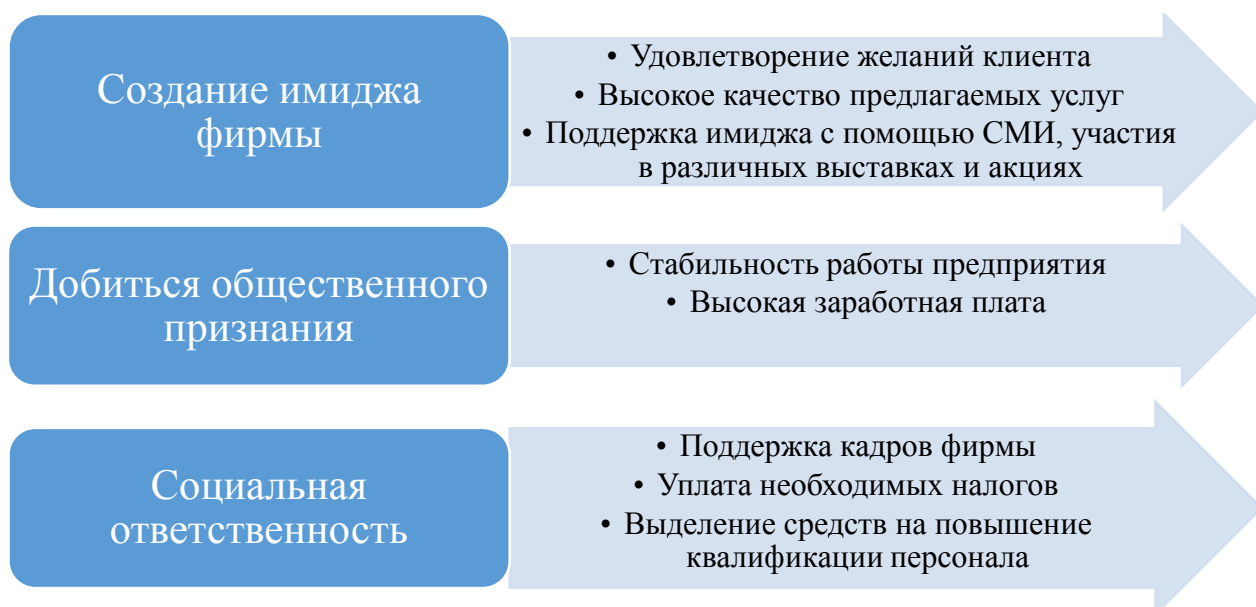 Создание имиджа
фирмы
• Удовлетворение желаний клиента
• Высокое качество предлагаемых услуг
• Поддержка имиджа с помощью СМИ, участия
в различных выставках и акциях
Добиться общественного
признания
• Стабильность работы предприятия
• Высокая заработная плата
Социальная
ответственность
• Поддержка кадров фирмы
• Уплата необходимых налогов
• Выделение средств на повышение
квалификации персонала